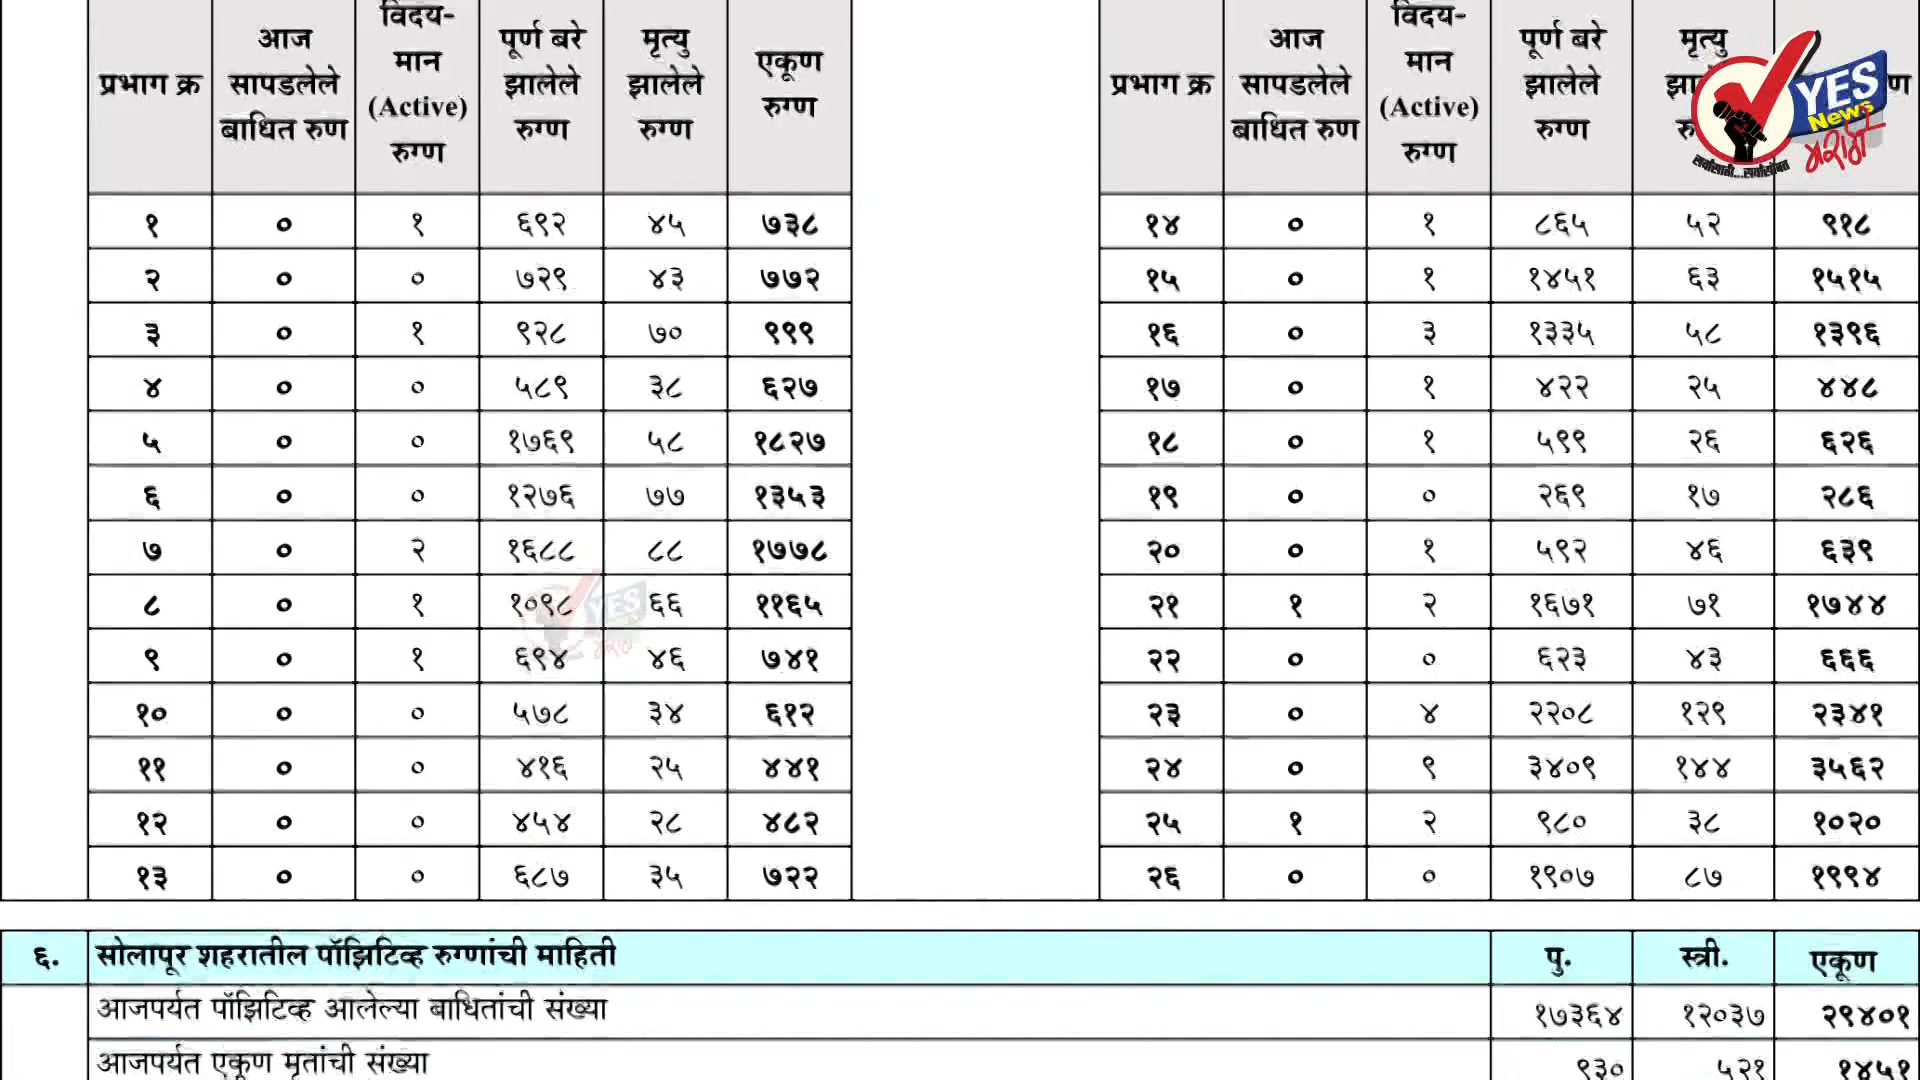 प्रभाग क्र | आज सापडलेले बाधित रुण | विदय-मान (Active) रुग्ण | पूर्ण बरे झालेले रुग्ण | मृत्यु झालेले रुग्ण | एकूण रुग्ण
१ | ० | १ | ६९२ | ४५ | ७३८
२ | ० | ० | ७२९ | ४३ | ७७२
३ | ० | १ | ९२८ | ७० | ९९९
४ | ० | ० | ५८९ | ३८ | ६२७
५ | ० | ० | १७६९ | ५८ | १८२७
६ | ० | ० | १२७६ | ७७ | १३५३
७ | ० | २ | १६८८ | ८८ | १७७८
८ | ० | १ | १०९८ | ६६ | ११६५
९ | ० | १ | ६९४ | ४६ | ७४१
१० | ० | ० | ५७८ | ३४ | ६१२
११ | ० | ० | ४१६ | २५ | ४४१
१२ | ० | ० | ४५४ | २८ | ४८२
१३ | ० | ० | ६८७ | ३५ | ७२२
प्रभाग क्र | आज सापडलेले बाधित रुण | विदय-मान (Active) रुग्ण | पूर्ण बरे झालेले रुग्ण | मृत्यु
१४ | ० | १ | ८६५ | ५२ | ९१८
१५ | ० | १ | १४५१ | ६३ | १५१५
१६ | ० | ३ | १३३५ | ५८ | १३९६
१७ | ० | १ | ४२२ | २५ | ४४८
१८ | ० | १ | ५९९ | २६ | ६२६
१९ | ० | ० | २६९ | १७ | २८६
२० | ० | १ | ५९२ | ४६ | ६३९
२१ | १ | २ | १६७१ | ७१ | १७४४
२२ | ० | ० | ६२३ | ४३ | ६६६
२३ | ० | ४ | २२०८ | १२९ | २३४१
२४ | ० | ९ | ३४०९ | १४४ | ३५६२
२५ | १ | २ | ९८० | ३८ | १०२०
२६ | ० | ० | १९०७ | ८७ | १९९४
YES
News
मराठी
सर्वांसाठी...सर्वांसोबत
६. | सोलापूर शहरातील पॉझिटिव्ह रुग्णांची माहिती | पु. | स्त्री. | एकूण
आजपर्यत पॉझिटिव्ह आलेल्या बाधितांची संख्या | १७३६४ | १२०३७ | २९४०१
आजपर्यत एकूण मृतांची संख्या | ९३० | ५२१ | १४५१